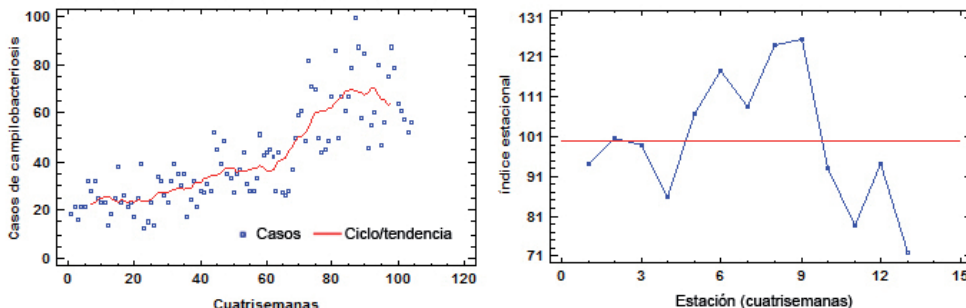 Casos de campilobacteriosis
100
80
60
40
20
0
Casos
Ciclo/tendencia
0 20 40 60 80 100 120
Cuatrisemanas
índice estacional
131
121
111
101
91
81
71
0 3 6 9 12 15
Estación (cuatrisemanas)